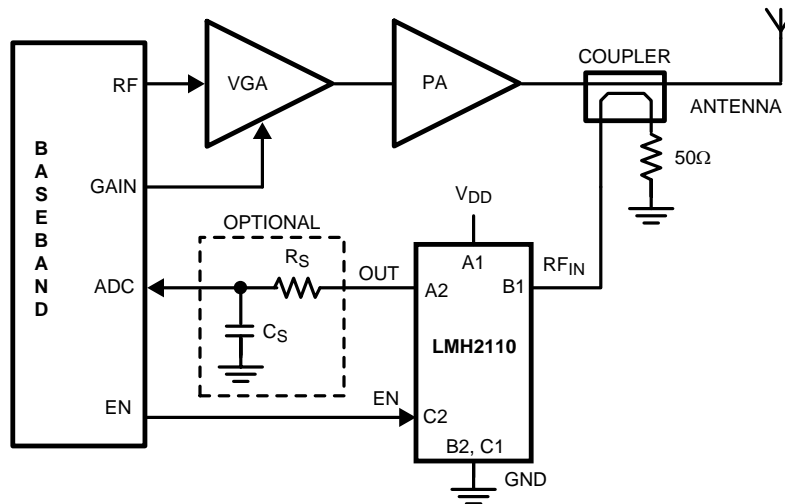 COUPLER
RF
VGA
PA
ANTENNA
BASEBAND
50Ω
GAIN
VDD
OPTIONAL
RS
OUT
A1
RFIN
ADC
A2
B1
CS
LMH2110
EN
EN
C2
B2, C1
GND